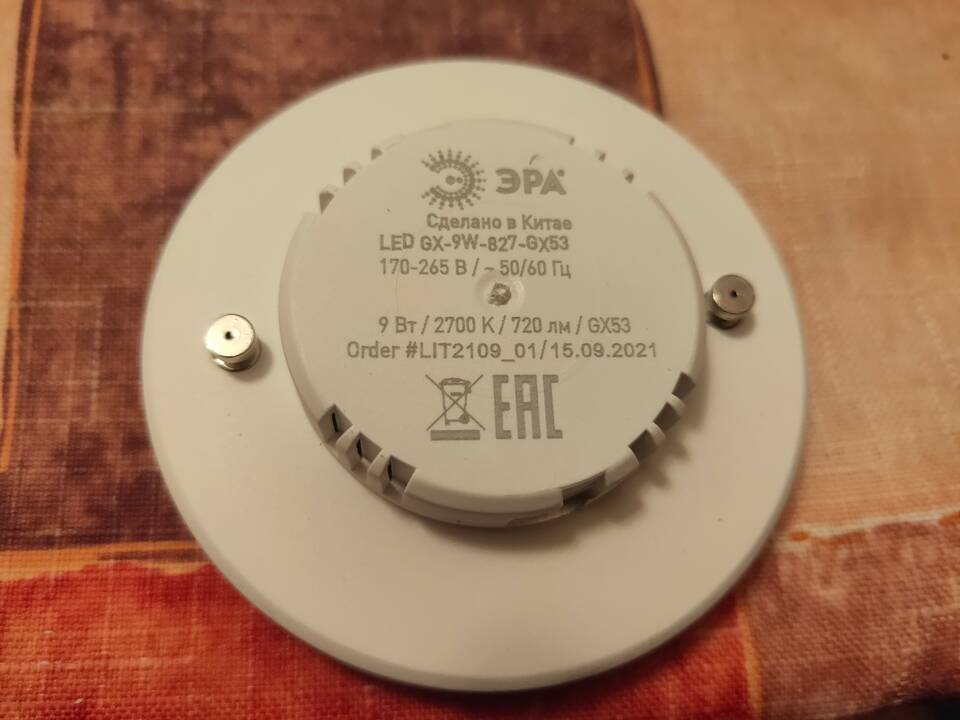 ЭРА
Сделано в Китае
LED GX-9W-827-GX53
170-265 В / ~ 50/60 Гц
9 Вт / 2700 К / 720 лм / GX53
Order #LIT2109_01/15.09.2021
EAC